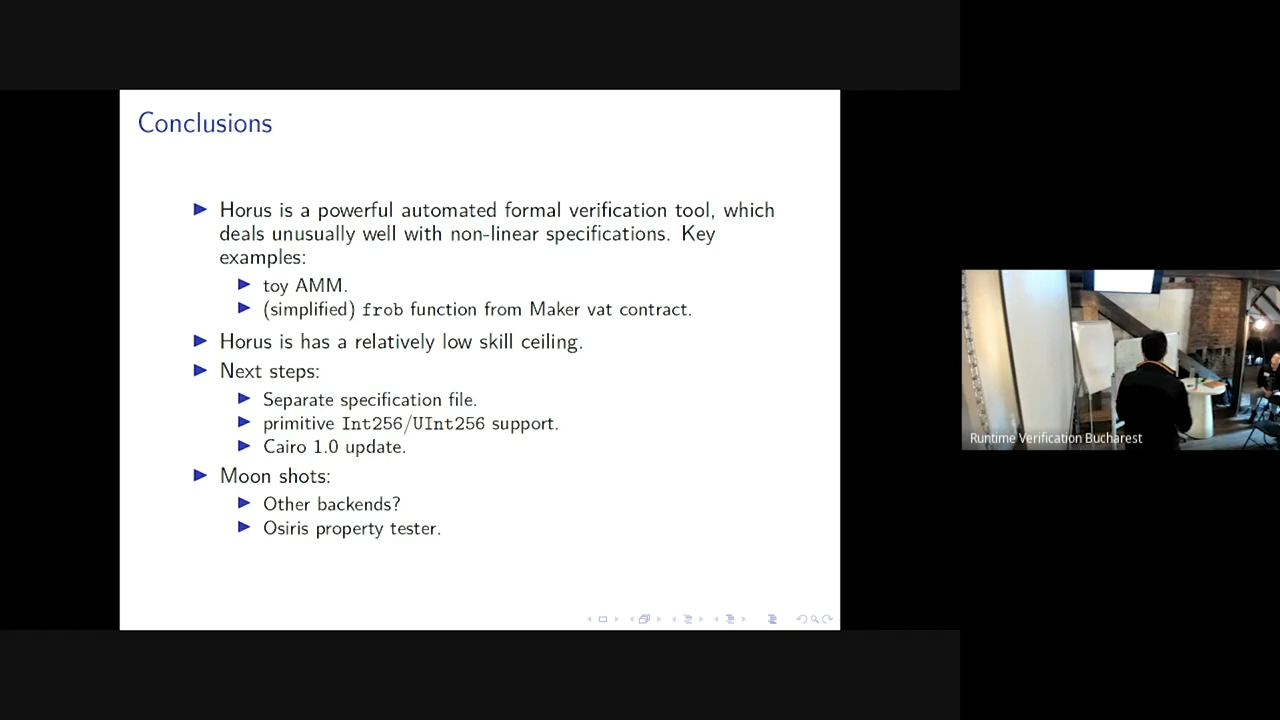 Conclusions
Horus is a powerful automated formal verification tool, which
deals unusually well with non-linear specifications. Key
examples:
toy AMM.
(simplified) frob function from Maker vat contract.
Horus is has a relatively low skill ceiling.
Next steps:
Separate specification file.
primitive Int256/UInt256 support.
Cairo 1.0 update.
Moon shots:
Other backends?
Osiris property tester.
Runtime Verification Bucharest